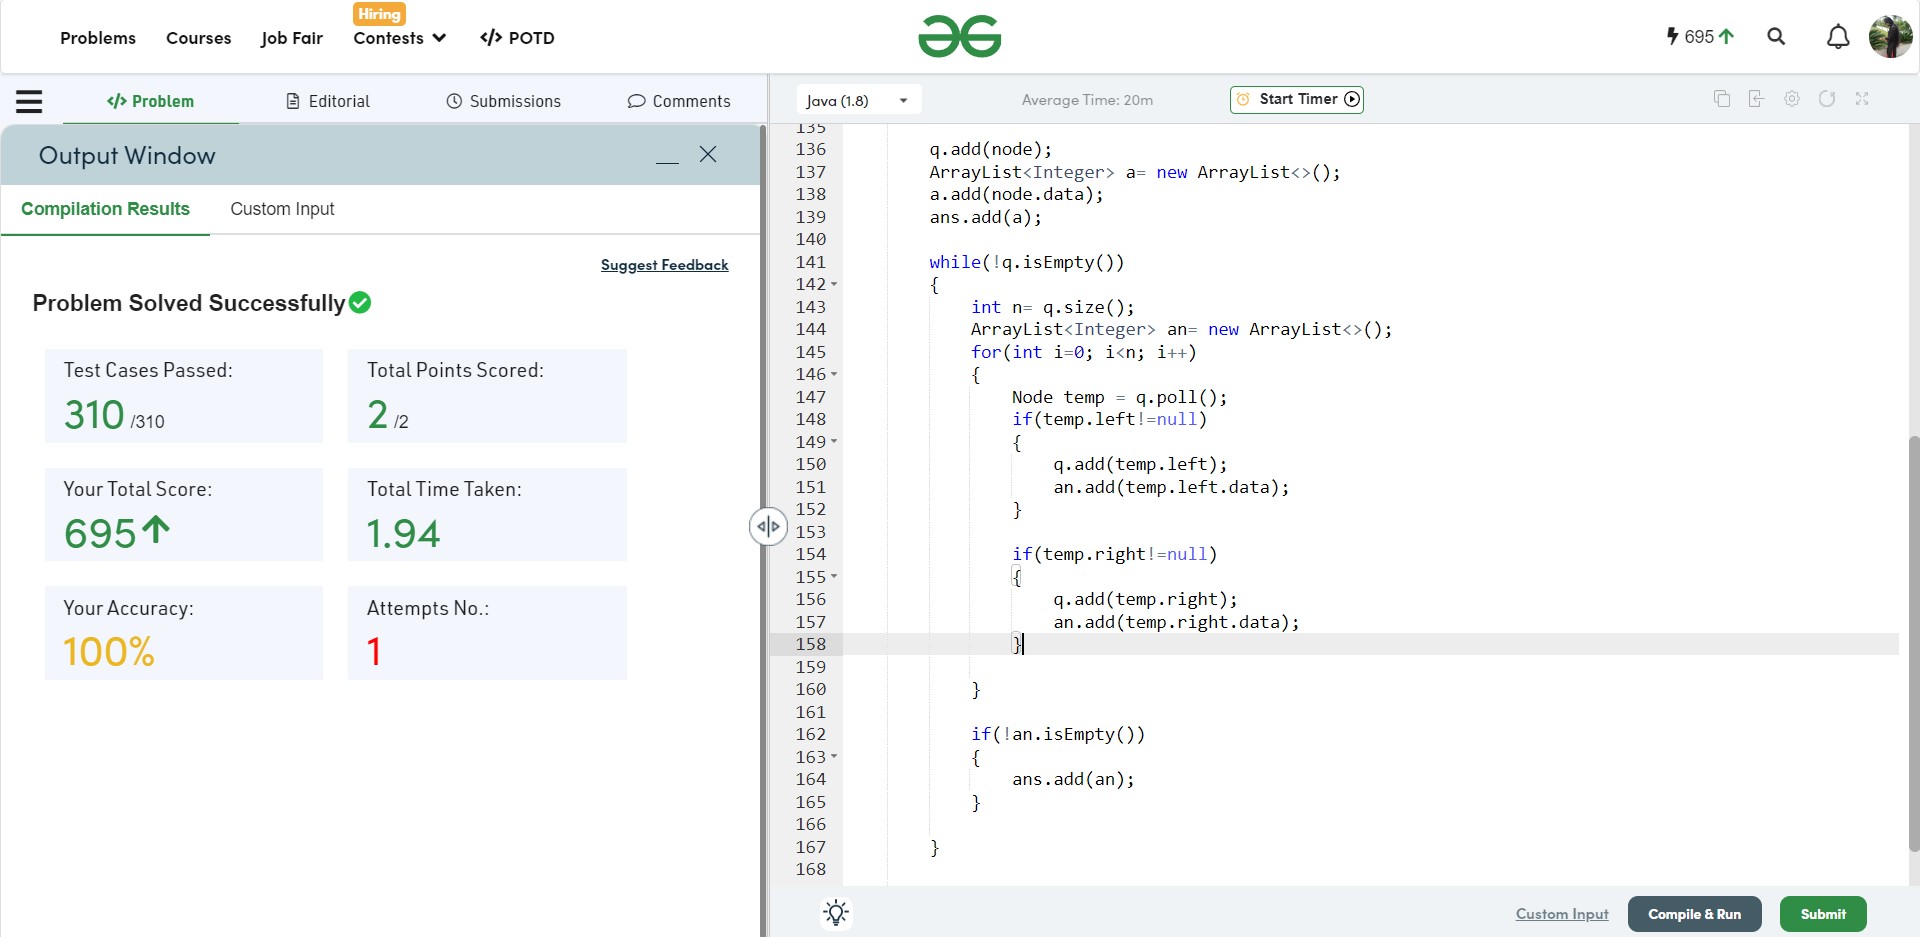 Problems Courses Job Fair Hiring Contests </> POTD
695
</> Problem Editorial Submissions Comments
Output Window
Compilation Results Custom Input
Suggest Feedback
Problem Solved Successfully
Test Cases Passed:
310 /310
Total Points Scored:
2 /2
Your Total Score:
695
Total Time Taken:
1.94
Your Accuracy:
100%
Attempts No.:
1
Java (1.8) Average Time: 20m Start Timer
135
136 q.add(node);
137 ArrayList<Integer> a= new ArrayList<>();
138 a.add(node.data);
139 ans.add(a);
140
141 while(!q.isEmpty())
142 {
143 int n= q.size();
144 ArrayList<Integer> an= new ArrayList<>();
145 for(int i=0; i<n; i++)
146 {
147 Node temp = q.poll();
148 if(temp.left!=null)
149 {
150 q.add(temp.left);
151 an.add(temp.left.data);
152 }
153
154 if(temp.right!=null)
155 {
156 q.add(temp.right);
157 an.add(temp.right.data);
158 }
159
160 }
161
162 if(!an.isEmpty())
163 {
164 ans.add(an);
165 }
166
167 }
168
Custom Input Compile & Run Submit